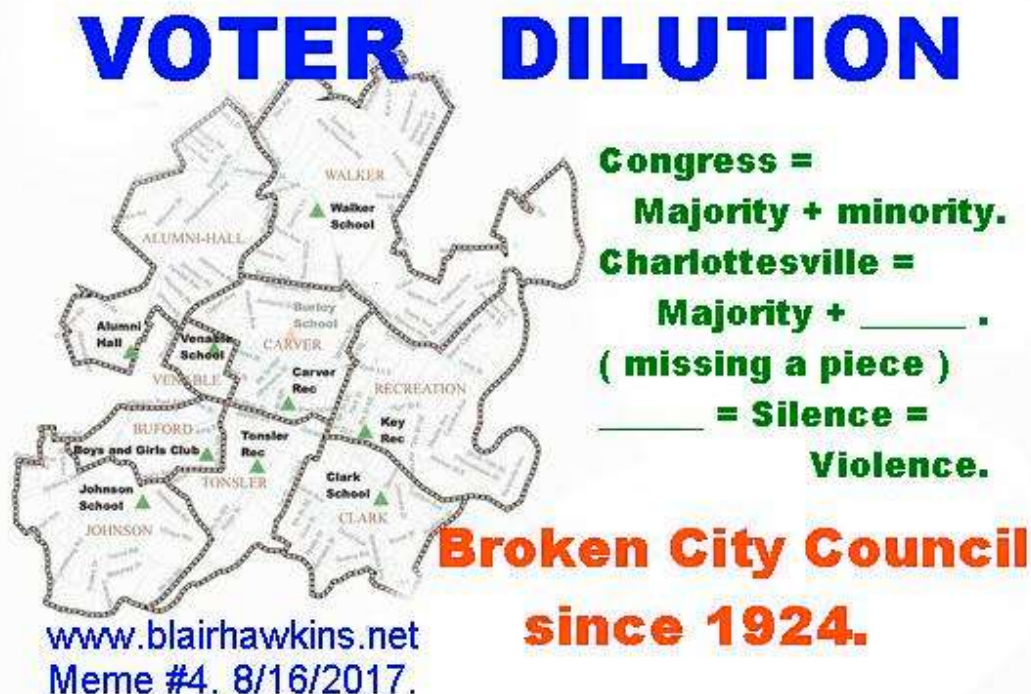 VOTER DILUTION
WALKER
Walker
School
ALUMNI-HALL
Congress =
Majority + minority.
Charlottesville =
Majority + _____ .
( missing a piece )
_____ = Silence =
Violence.
Burley
School
CARVER
Alumni
Hall
Venable
School
VENABLE
Carver
Rec
RECREATION
BUFORD
Boys and Girls Club
Tonsler
Rec
TONSLER
Key
Rec
Johnson
School
JOHNSON
Clark
School
CLARK
Broken City Council
since 1924.
www.blairhawkins.net
Meme #4. 8/16/2017.